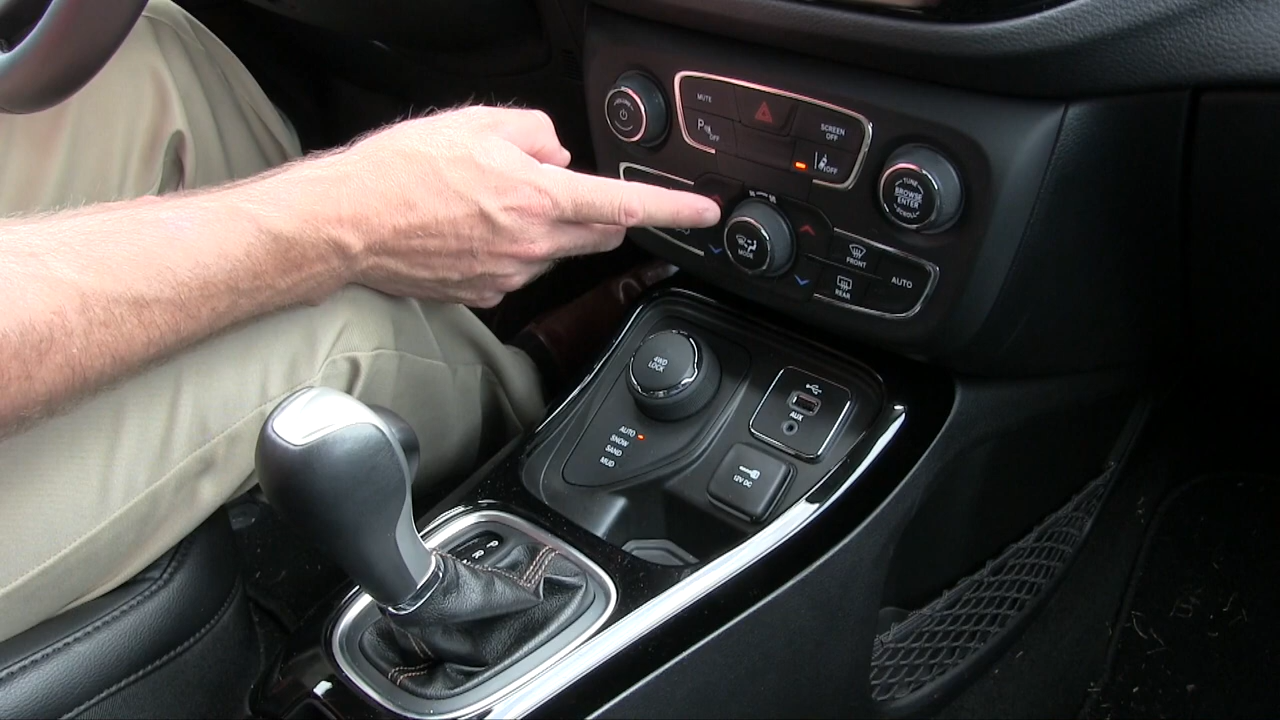 MUTE
P
OFF
SCREEN
OFF
OFF
TUNE
BROWSE
ENTER
SCROLL
MODE
FRONT
REAR
AUTO
4WD
LOCK
AUTO
SNOW
SAND
MUD
AUX
12V DC
P
R